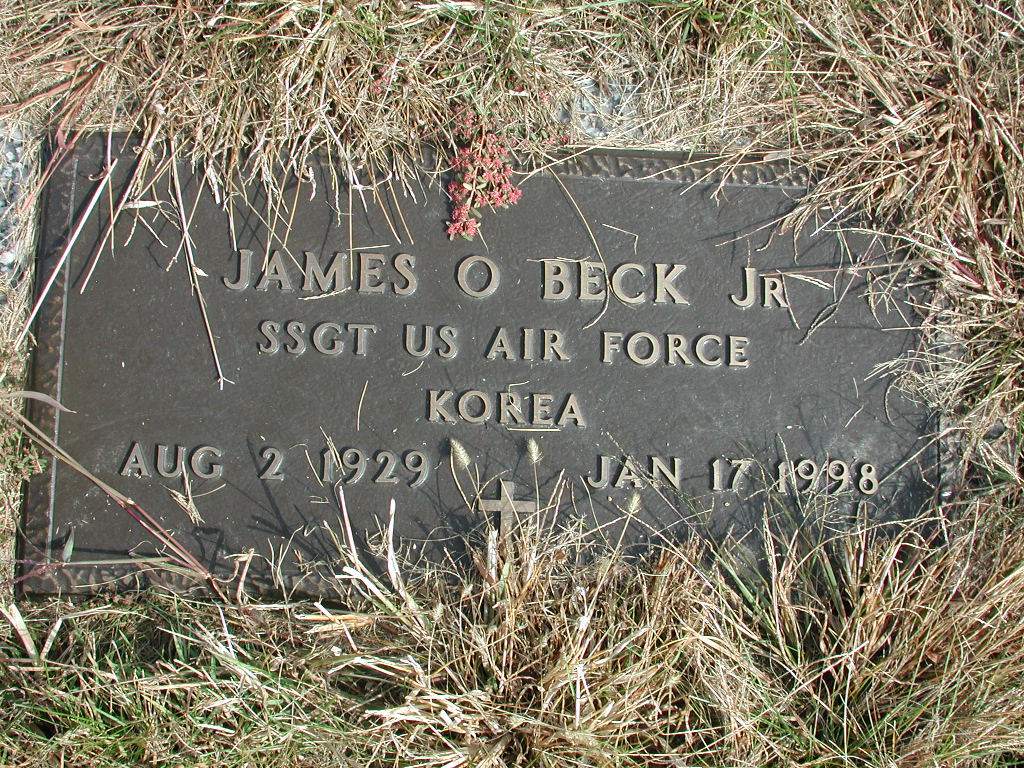 JAMES O BECK JR
SSGT US AIR FORCE
KOREA
AUG 2 1929 JAN 17 1998